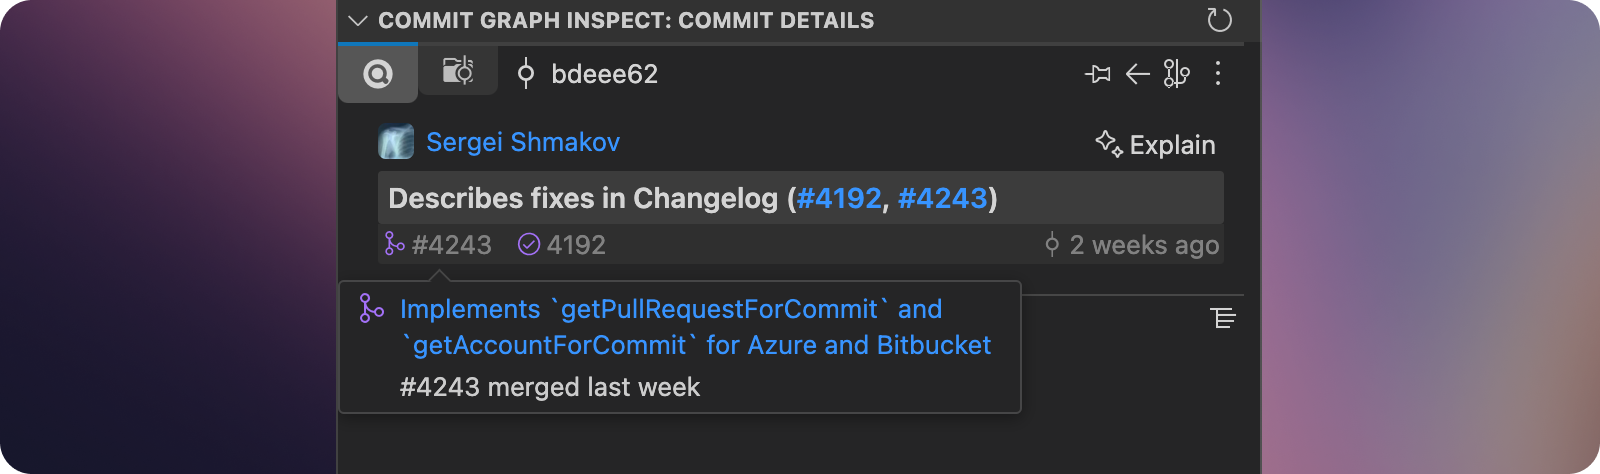 COMMIT GRAPH INSPECT: COMMIT DETAILS
bdeee62
Sergei Shmakov
Explain
Describes fixes in Changelog (#4192, #4243)
#4243 4192 2 weeks ago
Implements `getPullRequestForCommit` and
`getAccountForCommit` for Azure and Bitbucket
#4243 merged last week